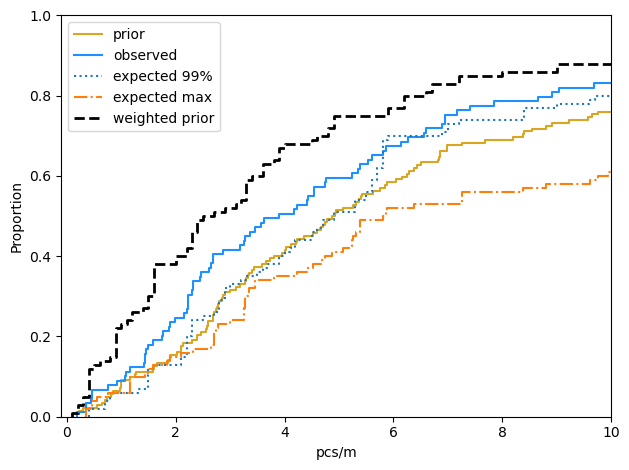 1.0
0.8
0.6
0.4
0.2
0.0
Proportion
prior
observed
expected 99%
expected max
weighted prior
0
2
4
6
8
10
pcs/m